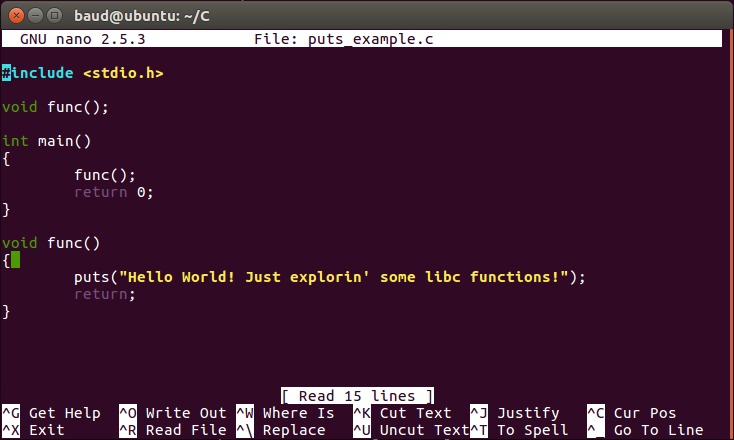 baud@ubuntu: ~/C
GNU nano 2.5.3 File: puts_example.c
#include <stdio.h>
void func();
int main()
{
func();
return 0;
}
void func()
{
puts("Hello World! Just explorin' some libc functions!");
return;
}
[ Read 15 lines ]
^G Get Help ^O Write Out ^W Where Is ^K Cut Text ^J Justify ^C Cur Pos
^X Exit ^R Read File ^\ Replace ^U Uncut Text ^T To Spell ^_ Go To Line